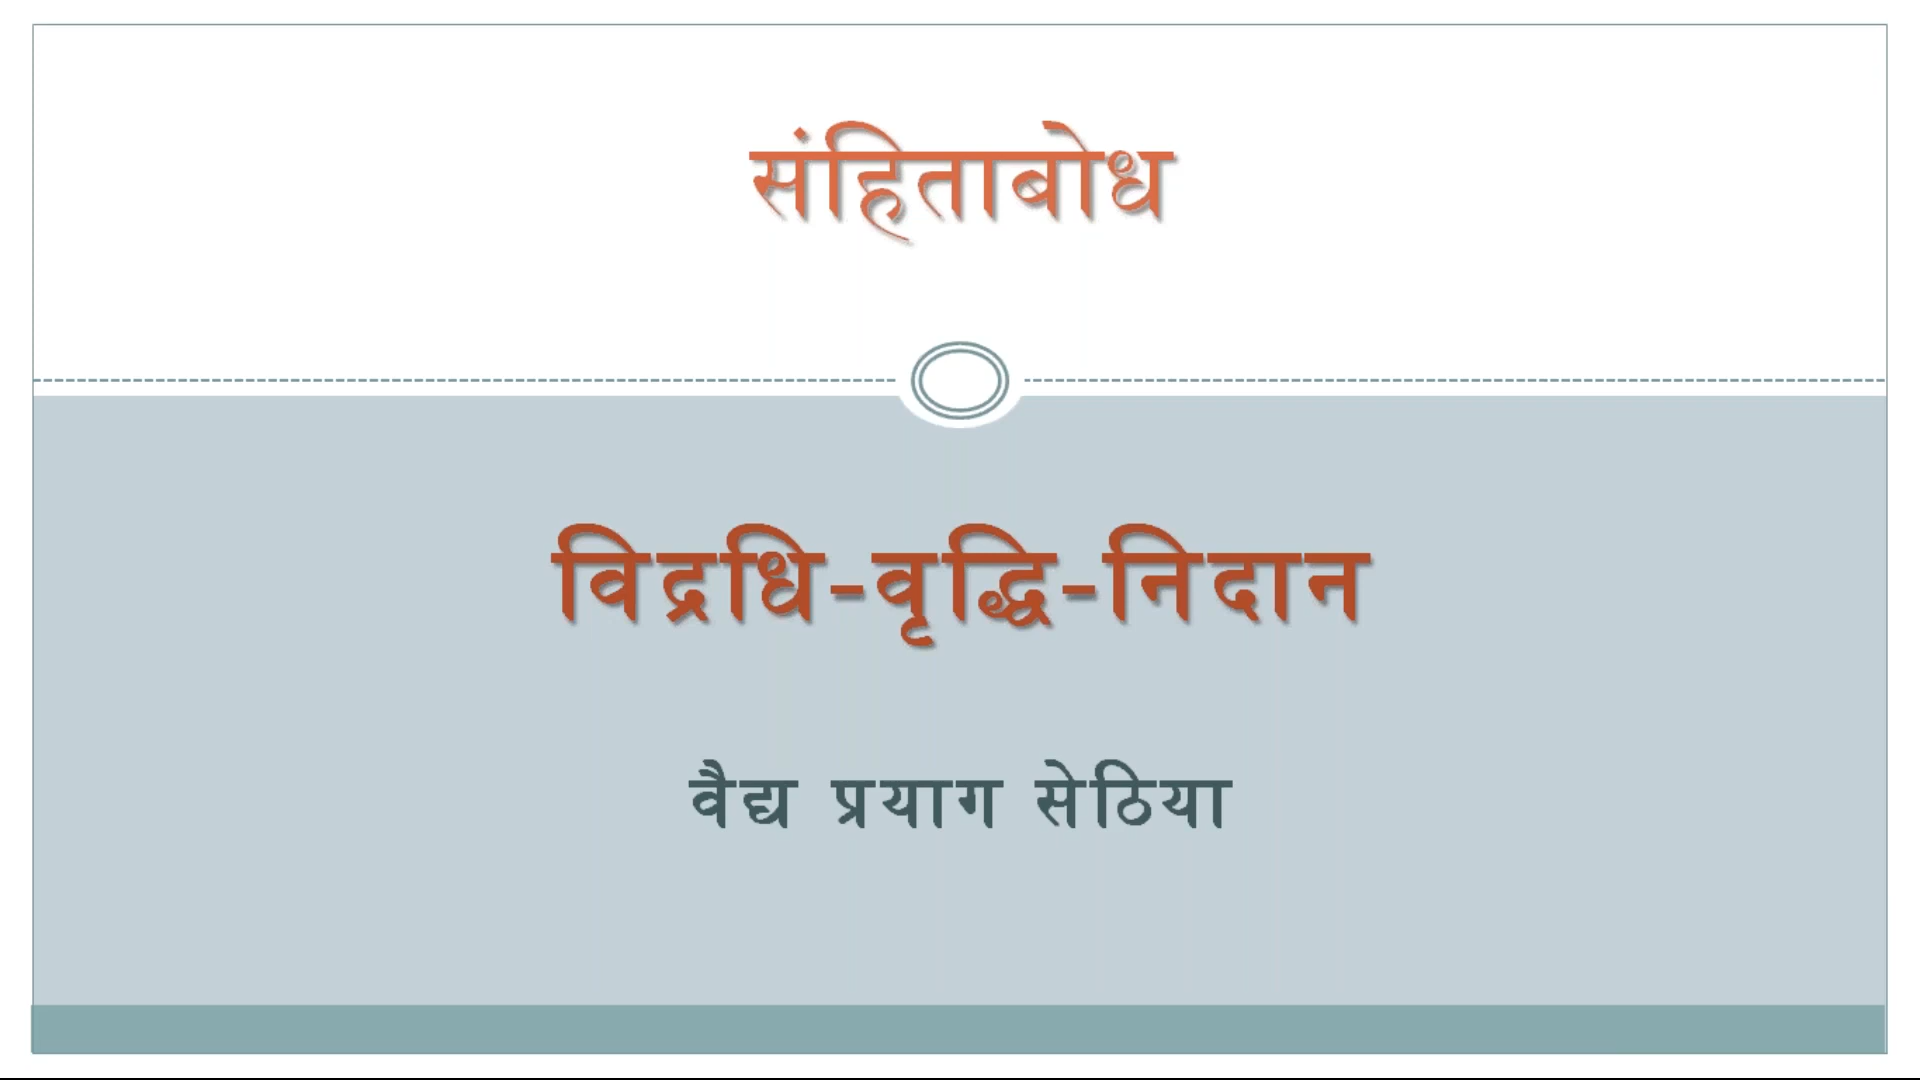 संहिताबोध
विद्रधि-वृद्धि-निदान
वैद्य प्रयाग सेठिया